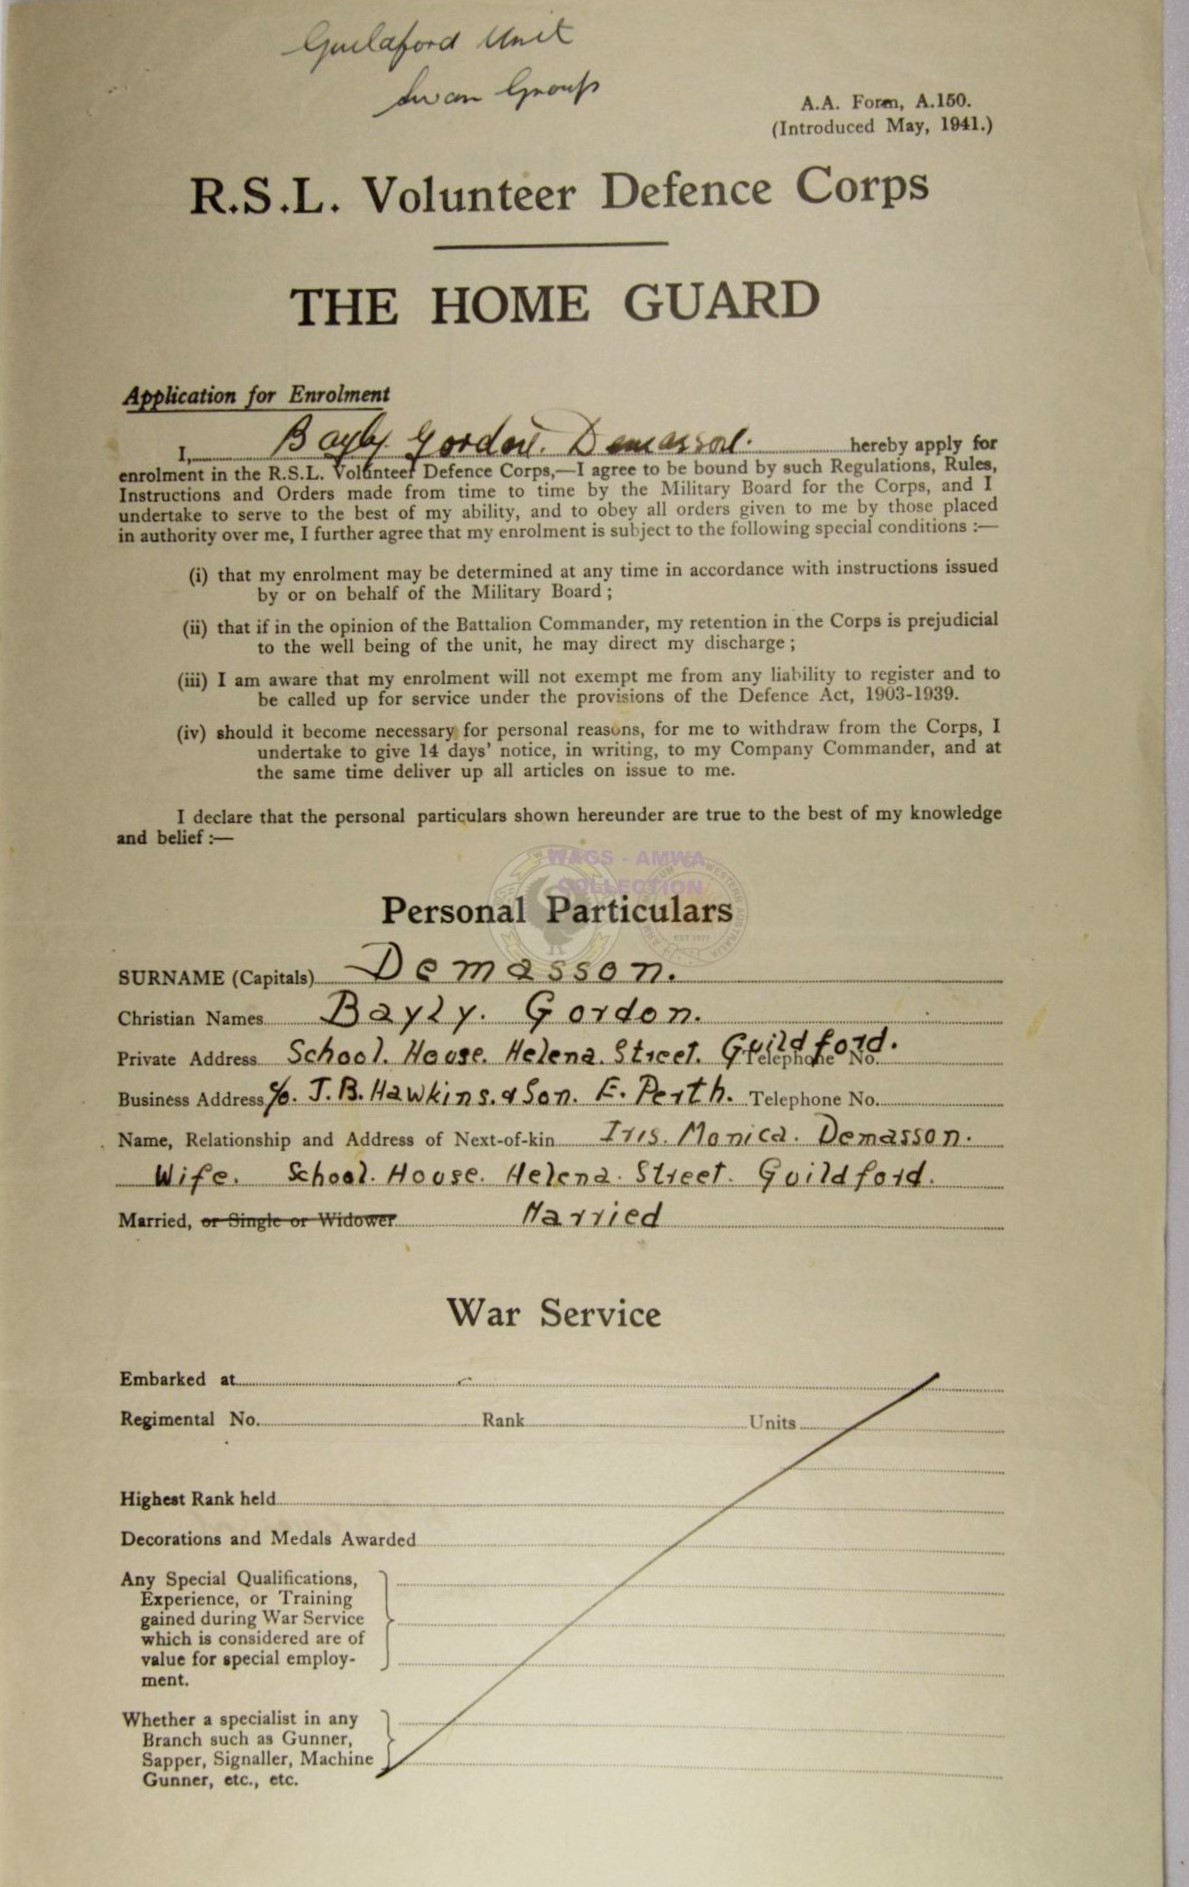 Guildford Unit
Swan Group
A.A. Form, A.150.
(Introduced May, 1941.)
R.S.L. Volunteer Defence Corps
THE HOME GUARD
Application for Enrolment
I, Bayly Gordon. Demasson. hereby apply for
enrolment in the R.S.L. Volunteer Defence Corps,—I agree to be bound by such Regulations, Rules,
Instructions and Orders made from time to time by the Military Board for the Corps, and I
undertake to serve to the best of my ability, and to obey all orders given to me by those placed
in authority over me, I further agree that my enrolment is subject to the following special conditions :—
(i) that my enrolment may be determined at any time in accordance with instructions issued
by or on behalf of the Military Board ;
(ii) that if in the opinion of the Battalion Commander, my retention in the Corps is prejudicial
to the well being of the unit, he may direct my discharge ;
(iii) I am aware that my enrolment will not exempt me from any liability to register and to
be called up for service under the provisions of the Defence Act, 1903-1939.
(iv) should it become necessary for personal reasons, for me to withdraw from the Corps, I
undertake to give 14 days' notice, in writing, to my Company Commander, and at
the same time deliver up all articles on issue to me.
I declare that the personal particulars shown hereunder are true to the best of my knowledge
and belief :—
WAGS - AMWA
COLLECTION
Personal Particulars
SURNAME (Capitals) Demasson.
Christian Names Bayly. Gordon.
Private Address School. House. Helena. Street. Guildford. Telephone No.
Business Address c/o. J.B. Hawkins. & Son. E. Perth. Telephone No.
Name, Relationship and Address of Next-of-kin Iris. Monica. Demasson.
Wife. School. House. Helena. Street. Guildford.
Married, or Single or Widower Married
War Service
Embarked at
Regimental No. Rank Units
Highest Rank held
Decorations and Medals Awarded
Any Special Qualifications,
Experience, or Training
gained during War Service
which is considered are of
value for special employ-
ment.
Whether a specialist in any
Branch such as Gunner,
Sapper, Signaller, Machine
Gunner, etc., etc.